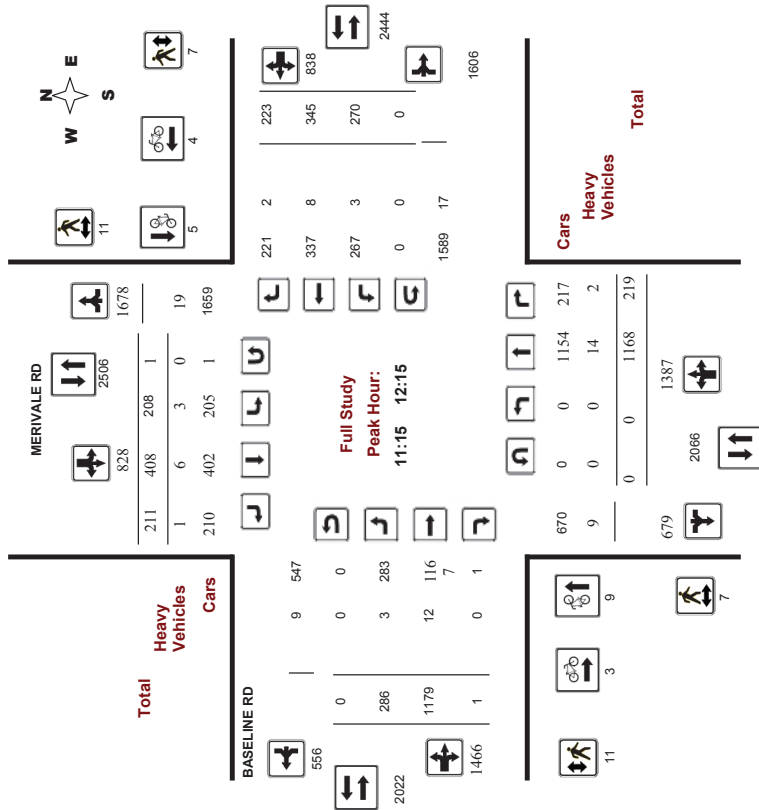 N
W E
S
7
4
5
11
MERIVALE RD
2506
828
1678
211 408 208 1
1 6 3 0 19
210 402 205 1 1659
Total
Heavy
Vehicles
Cars
2444
838
1606
221 2 223
337 8 345
267 3 270
0 0 0
1589 17
Full Study
Peak Hour:
11:15 12:15
BASELINE RD
556
2022
1466
9 547
0 0 0
286 3 283
1179 12 116
7
1 0 1
Cars
Heavy
Vehicles
Total
670 0 0 1154 217
9 0 0 14 2
0 0 1168 219
679
1387
2066
9
3
11
7